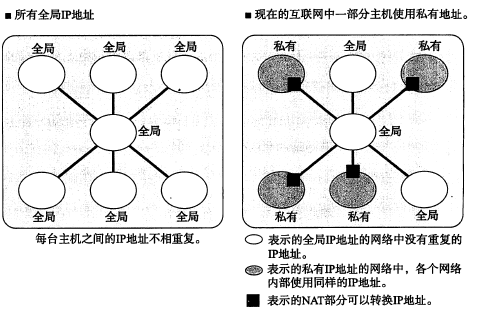 ■ 所有全局IP地址
全局 全局 全局
全局
全局 全局 全局
每台主机之间的IP地址不相重复。
■ 现在的互联网中一部分主机使用私有地址。
私有 全局 私有
全局
私有 私有 全局
表示的全局IP地址的网络中没有重复的
IP地址。
表示的私有IP地址的网络中，各个网络
内部使用同样的IP地址。
表示的NAT部分可以转换IP地址。